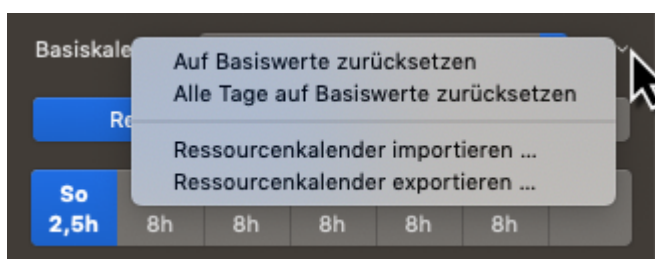 Basiskale
Auf Basiswerte zurücksetzen
Alle Tage auf Basiswerte zurücksetzen
Re
Ressourcenkalender importieren ...
Ressourcenkalender exportieren ...
So
2,5h 8h 8h 8h 8h 8h